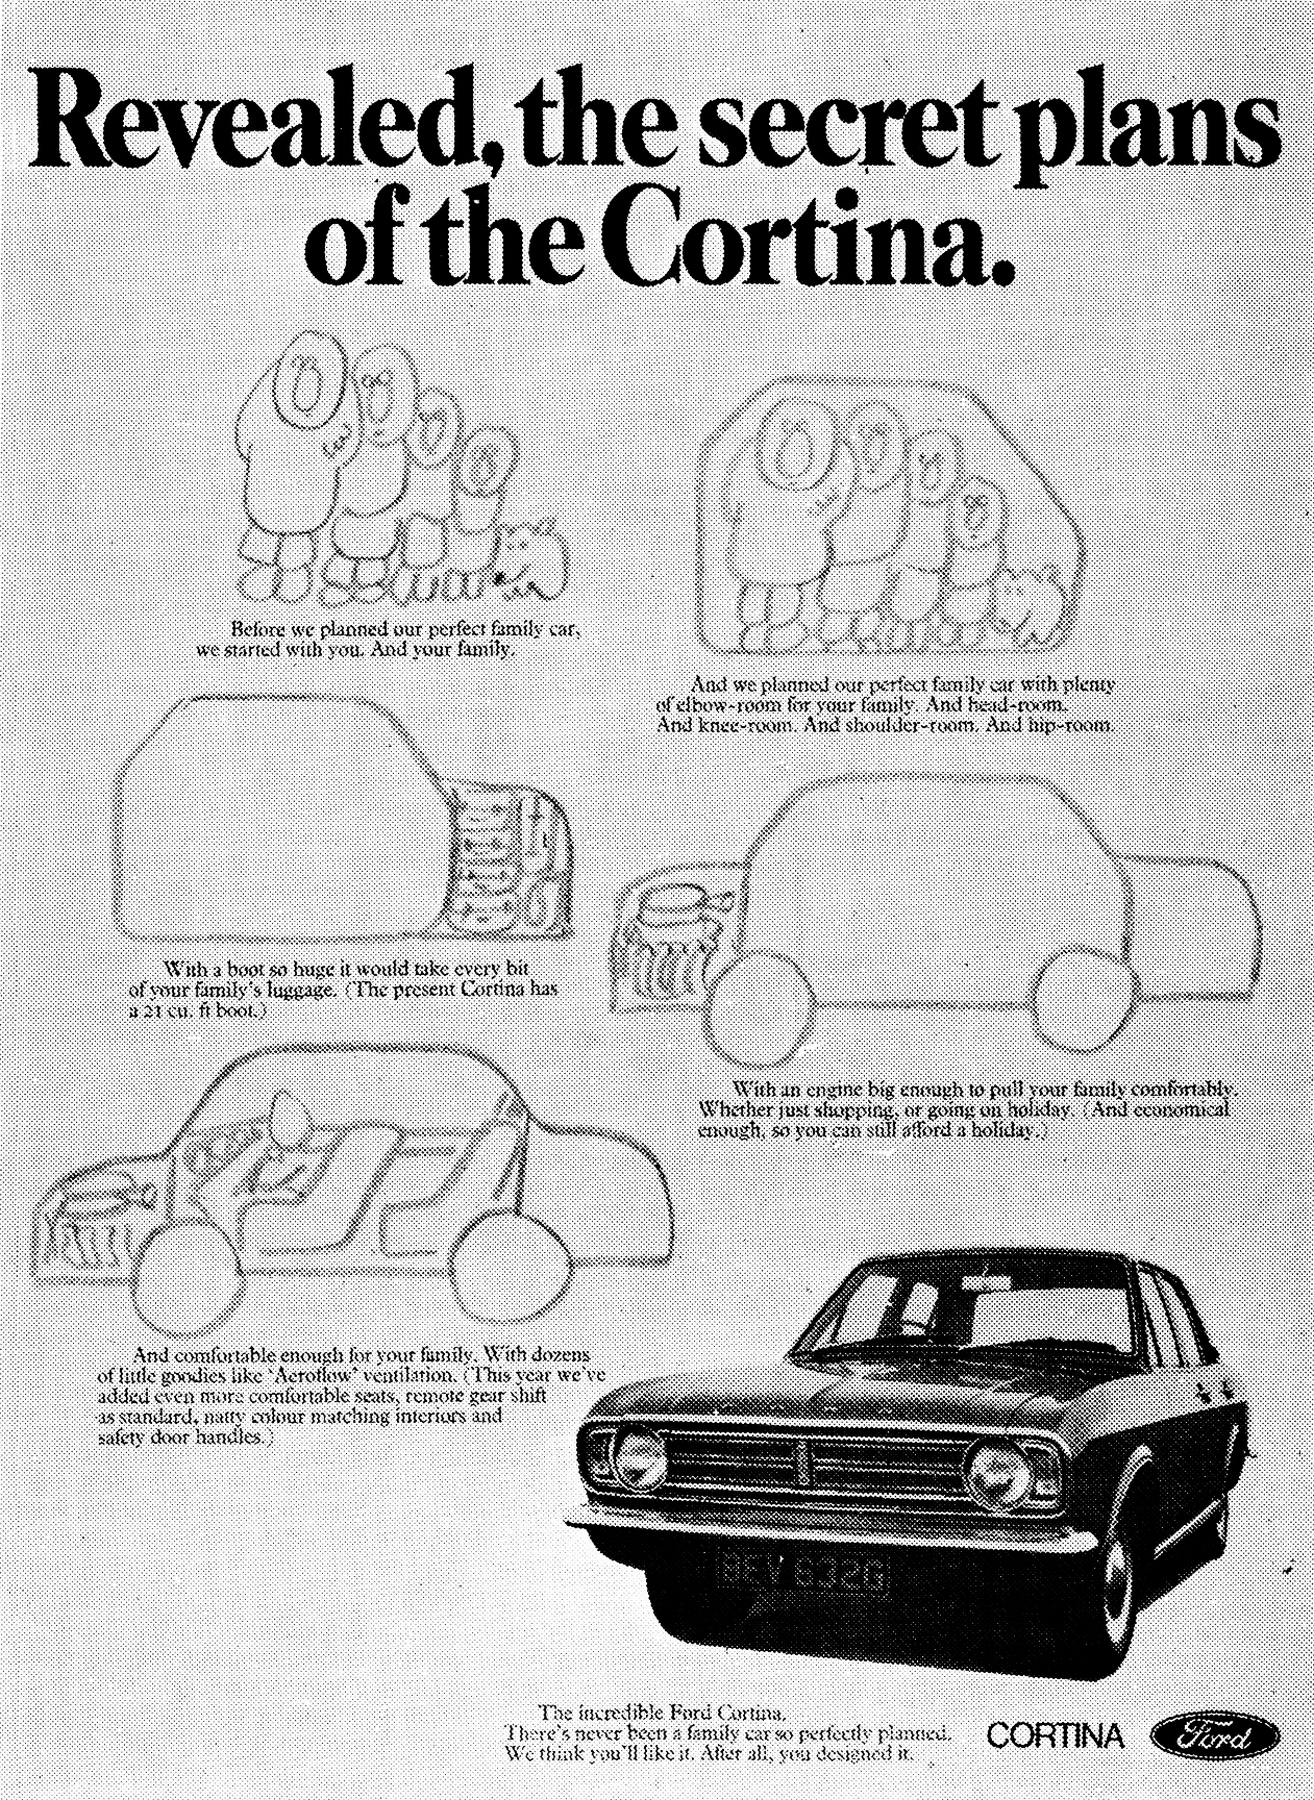 Revealed, the secret plans
of the Cortina.
Before we planned our perfect family car,
we started with you. And your family.
And we planned our perfect family car with plenty
of elbow-room for your family. And head-room.
And knee-room. And shoulder-room. And hip-room.
With a boot so huge it would take every bit
of your family's luggage. (The present Cortina has
a 21 cu. ft boot.)
With an engine big enough to pull your family comfortably.
Whether just shopping, or going on holiday. (And economical
enough, so you can still afford a holiday.)
And comfortable enough for your family. With dozens
of little goodies like 'Aeroflow' ventilation. (This year we've
added even more comfortable seats, remote gear shift
as standard, natty colour matching interiors and
safety door handles.)
The incredible Ford Cortina.
There's never been a family car so perfectly planned.
We think you'll like it. After all, you designed it.
CORTINA
Ford